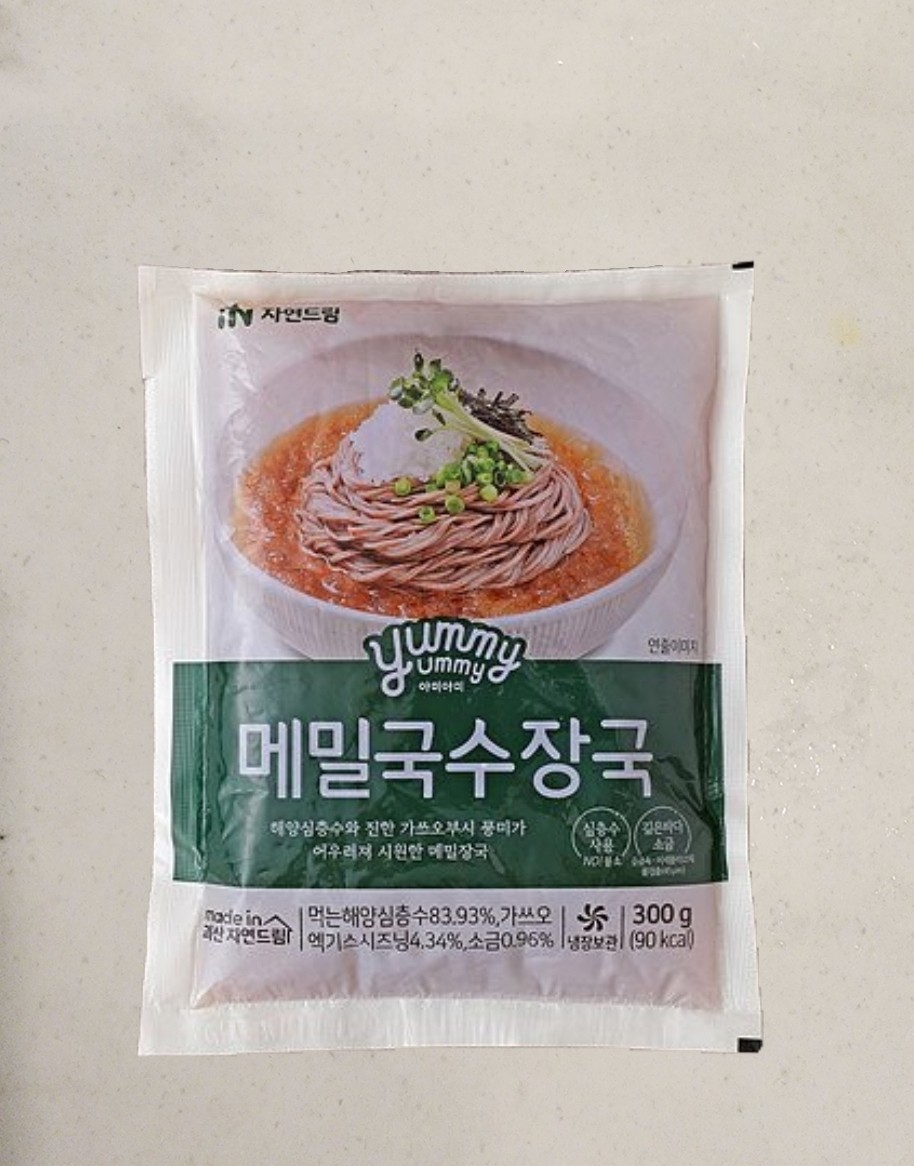 iN 자연드림
yummy
yummy
야미야미
연출이미지
메밀국수장국
해양심층수와 진한 가쓰오부시 풍미가
어우러져 시원한 메밀장국
심층수
사용
NO!불소
깊은바다
소금
made in
괴산자연드림
먹는해양심층수83.93%,가쓰오
엑기스시즈닝4.34%,소금0.96%
냉장보관
300 g
(90 kcal)